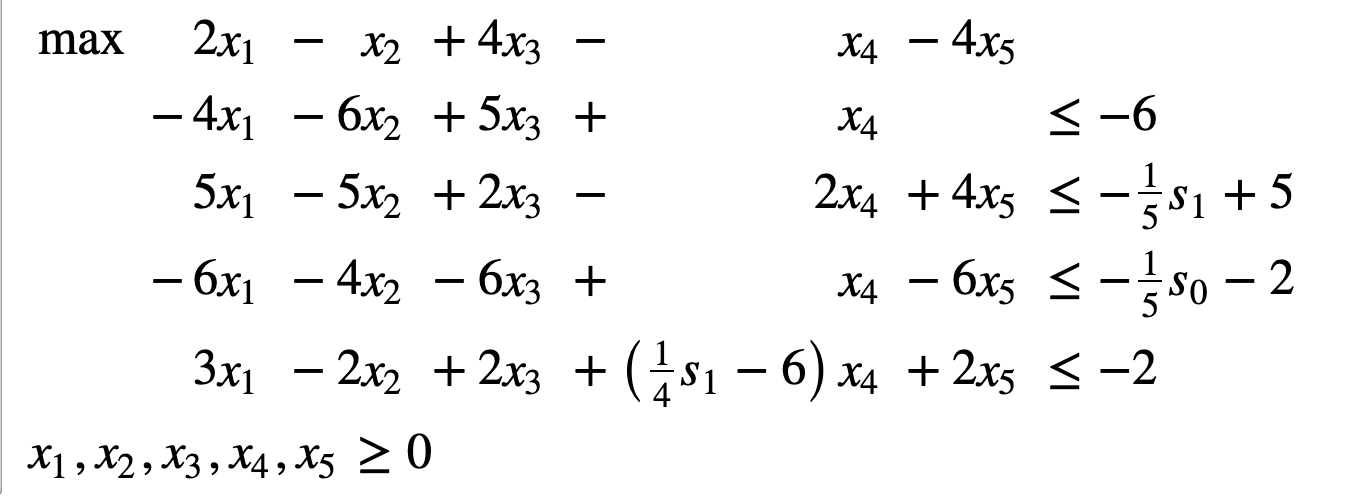 max 2x₁ − x₂ + 4x₃ − x₄ − 4x₅
− 4x₁ − 6x₂ + 5x₃ + x₄ ≤ −6
5x₁ − 5x₂ + 2x₃ − 2x₄ + 4x₅ ≤ −1/5 s₁ + 5
− 6x₁ − 4x₂ − 6x₃ + x₄ − 6x₅ ≤ −1/5 s₀ − 2
3x₁ − 2x₂ + 2x₃ + (1/4 s₁ − 6) x₄ + 2x₅ ≤ −2
x₁, x₂, x₃, x₄, x₅ ≥ 0